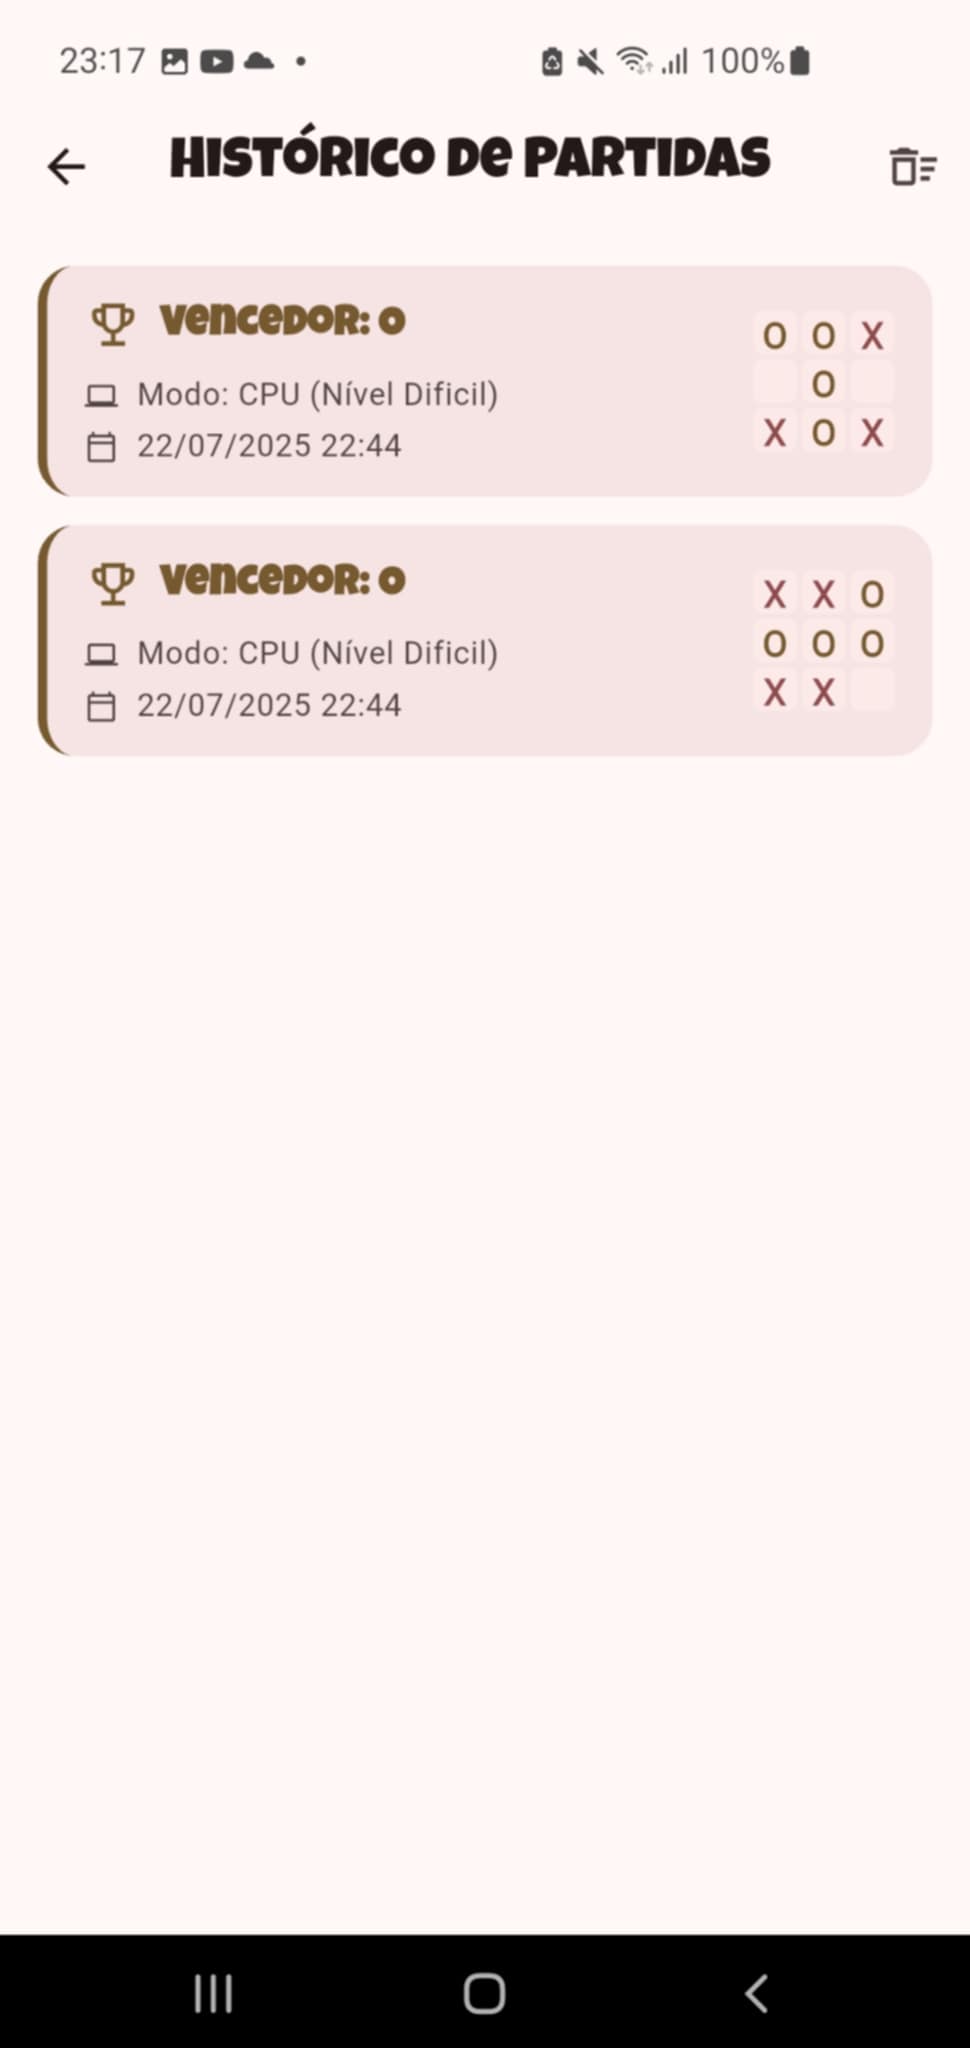 23:17 100%
HISTÓRICO De PARTIDAS
Vencedor: O
O O X
Modo: CPU (Nível Dificil)
O
22/07/2025 22:44
X O X
Vencedor: O
X X O
Modo: CPU (Nível Dificil)
O O O
22/07/2025 22:44
X X